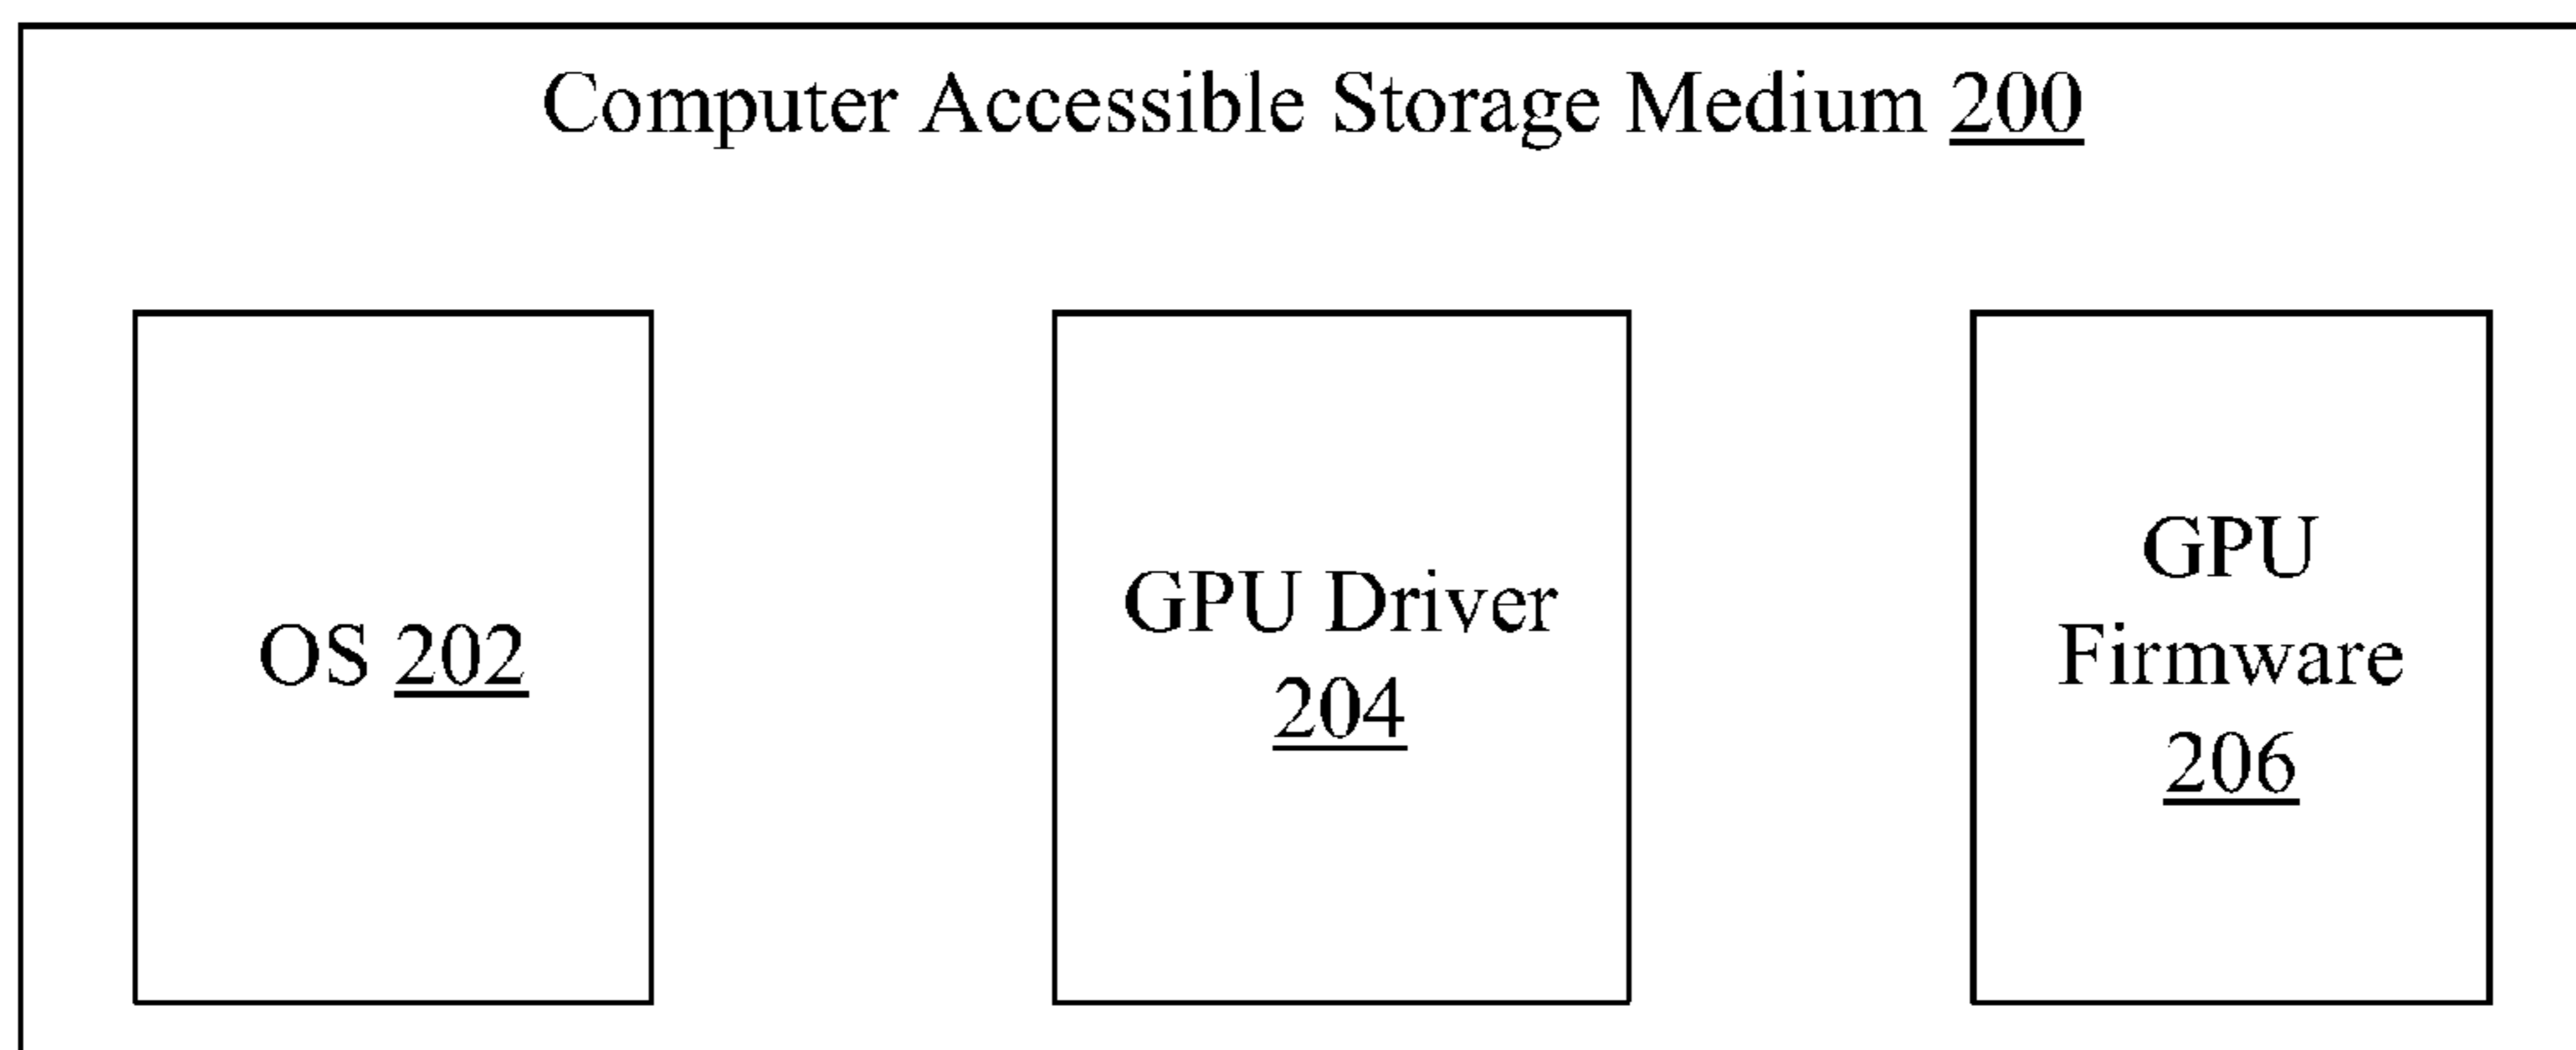 Computer Accessible Storage Medium 200
OS 202
GPU Driver
204
GPU
Firmware
206